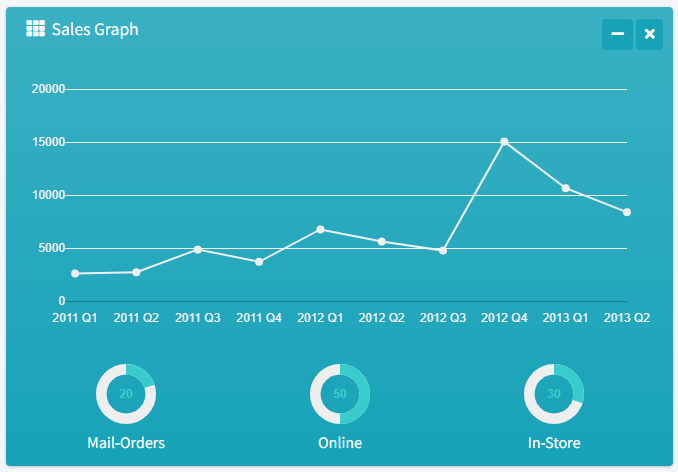 Sales Graph
20000
15000
10000
5000
0
2011 Q1 2011 Q2 2011 Q3 2011 Q4 2012 Q1 2012 Q2 2012 Q3 2012 Q4 2013 Q1 2013 Q2
20 50 30
Mail-Orders Online In-Store